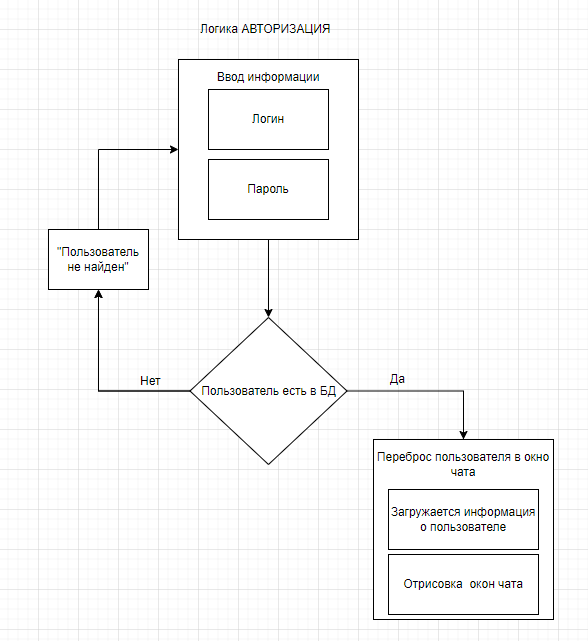 Логика АВТОРИЗАЦИЯ
Ввод информации
Логин
Пароль
"Пользователь
не найден"
Пользователь есть в БД
Нет
Да
Переброс пользователя в окно
чата
Загружается информация
о пользователе
Отрисовка окон чата